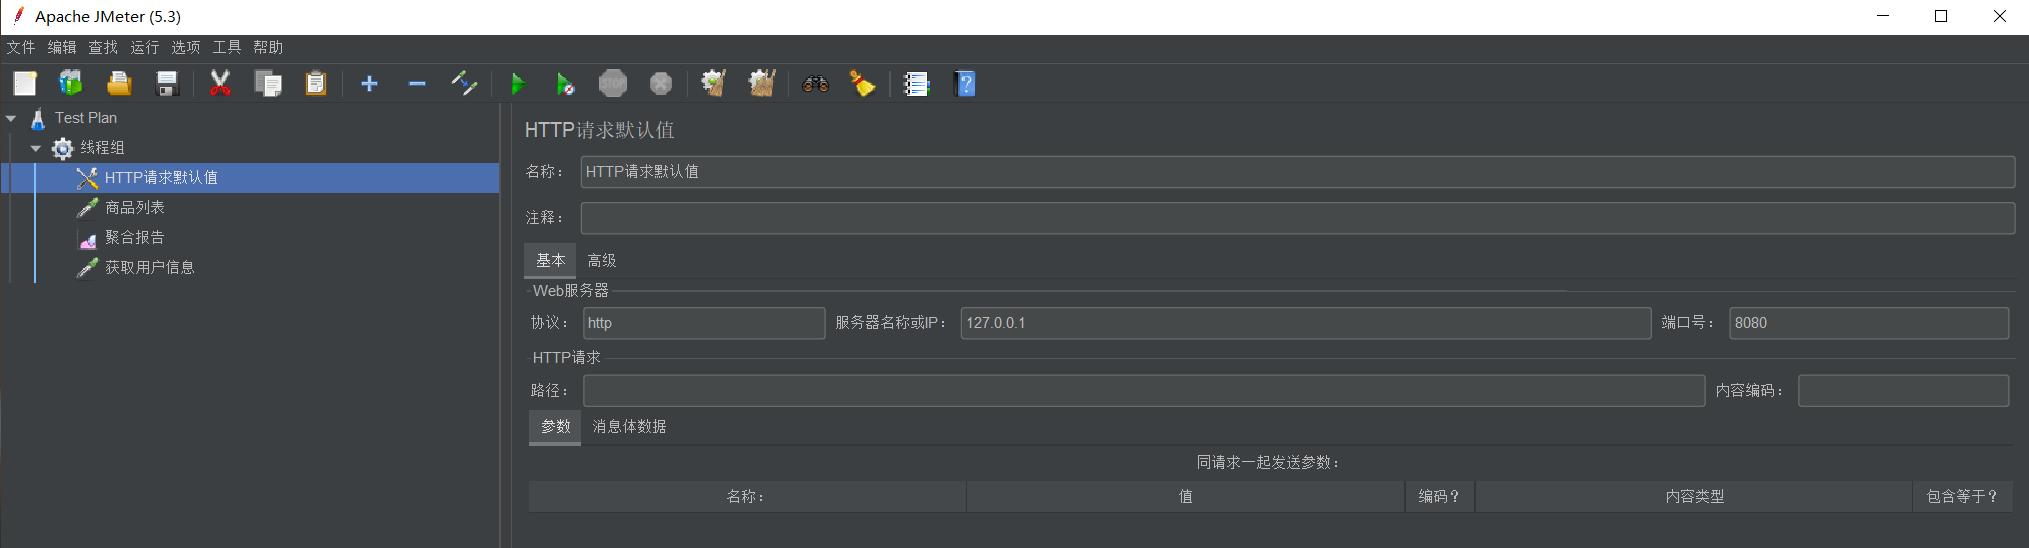 Apache JMeter (5.3)
文件 编辑 查找 运行 选项 工具 帮助
STOP
Test Plan
线程组
HTTP请求默认值
商品列表
聚合报告
获取用户信息
HTTP请求默认值
名称： HTTP请求默认值
注释：
基本 高级
Web服务器
协议： http 服务器名称或IP： 127.0.0.1 端口号： 8080
HTTP请求
路径： 内容编码：
参数 消息体数据
同请求一起发送参数：
名称： 值 编码？ 内容类型 包含等于？